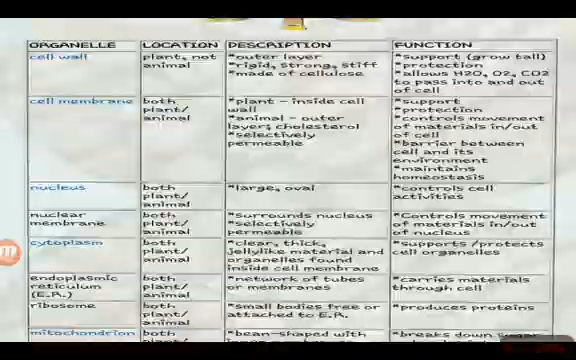 ORGANELLE LOCATION DESCRIPTION FUNCTION
cell wall plant, not *outer layer *support (grow tall)
animal *rigid, strong, stiff *protection
*made of cellulose *allows H2O, O2, CO2
to pass into and out
of cell
cell membrane both *plant - inside cell *support
plant/ wall *protection
animal *animal - outer *controls movement
layer; cholesterol of materials in/out
*selectively of cell
permeable *barrier between
cell and its
environment
*maintains
homeostasis
nucleus both *large, oval *controls cell
plant/ activities
animal
nuclear both *surrounds nucleus *Controls movement
membrane plant/ *selectively of materials in/out
animal permeable of nucleus
cytoplasm both *clear, thick, *supports /protects
plant/ jellylike material and cell organelles
animal organelles found
inside cell membrane
endoplasmic both *network of tubes *carries materials
reticulum plant/ or membranes through cell
(E.R.) animal
ribosome both *small bodies free or *produces proteins
plant/ attached to E.R.
animal
mitochondrion both *bean-shaped with *breaks down sugar
plant/